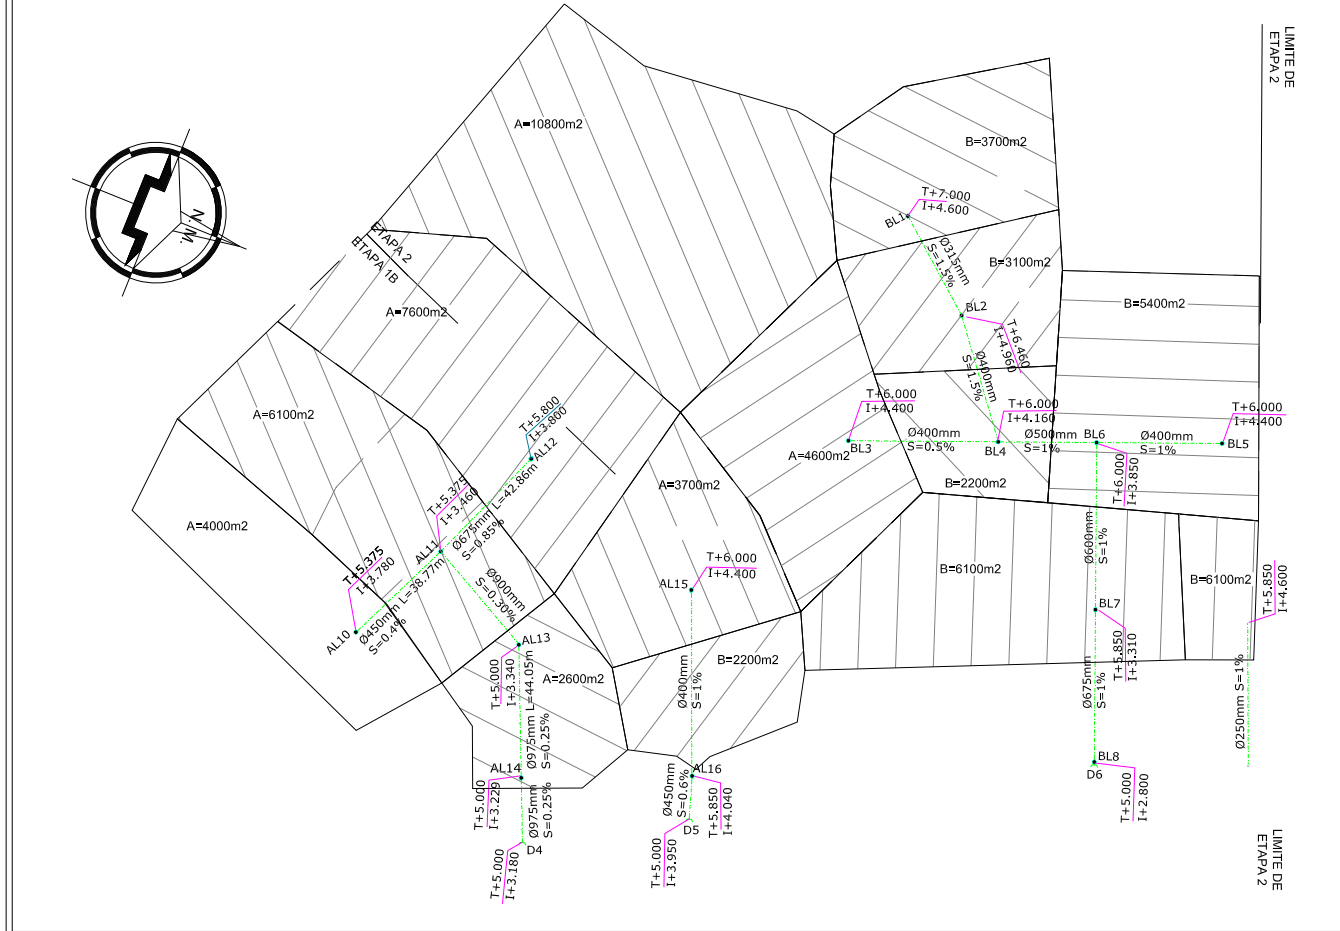 LIMITE DE
ETAPA 2
A=10800m2
B=3700m2
T+7.000
I+4.600
BL1
N. M.
ETAPA 2
ETAPA 1B
Ø315mm
S=1.5%
B=3100m2
A=7600m2
BL2
B=5400m2
T+6.460
I+4.960
Ø400mm
S=1.5%
A=6100m2
T+5.800
I+3.800
AL12
T+6.000
I+4.400
BL3
Ø400mm
S=0.5%
T+6.000
I+4.160
BL4
Ø500mm
S=1%
BL6
Ø400mm
S=1%
T+6.000
I+4.400
BL5
A=4600m2
B=2200m2
T+6.000
I+3.850
A=3700m2
T+5.375
I+3.460
AL11
Ø675mm L=42.86m
S=0.85%
A=4000m2
T+5.375
I+3.780
AL10
Ø450mm L=38.77m
S=0.4%
Ø900mm
S=0.30%
T+6.000
I+4.400
AL15
Ø600mm
S=1%
B=6100m2
B=6100m2
T+5.850
I+4.600
BL7
T+5.850
I+3.310
AL13
T+5.000
I+3.340
A=2600m2
B=2200m2
Ø400mm
S=1%
Ø675mm
S=1%
Ø250mm S=1%
Ø975mm L=44.05m
S=0.25%
AL14
T+5.000
I+3.229
Ø975mm
S=0.25%
D4
T+5.000
I+3.180
AL16
Ø450mm
S=0.6%
T+5.850
I+4.040
D5
T+5.000
I+3.950
BL8
D6
T+5.000
I+2.800
LIMITE DE
ETAPA 2